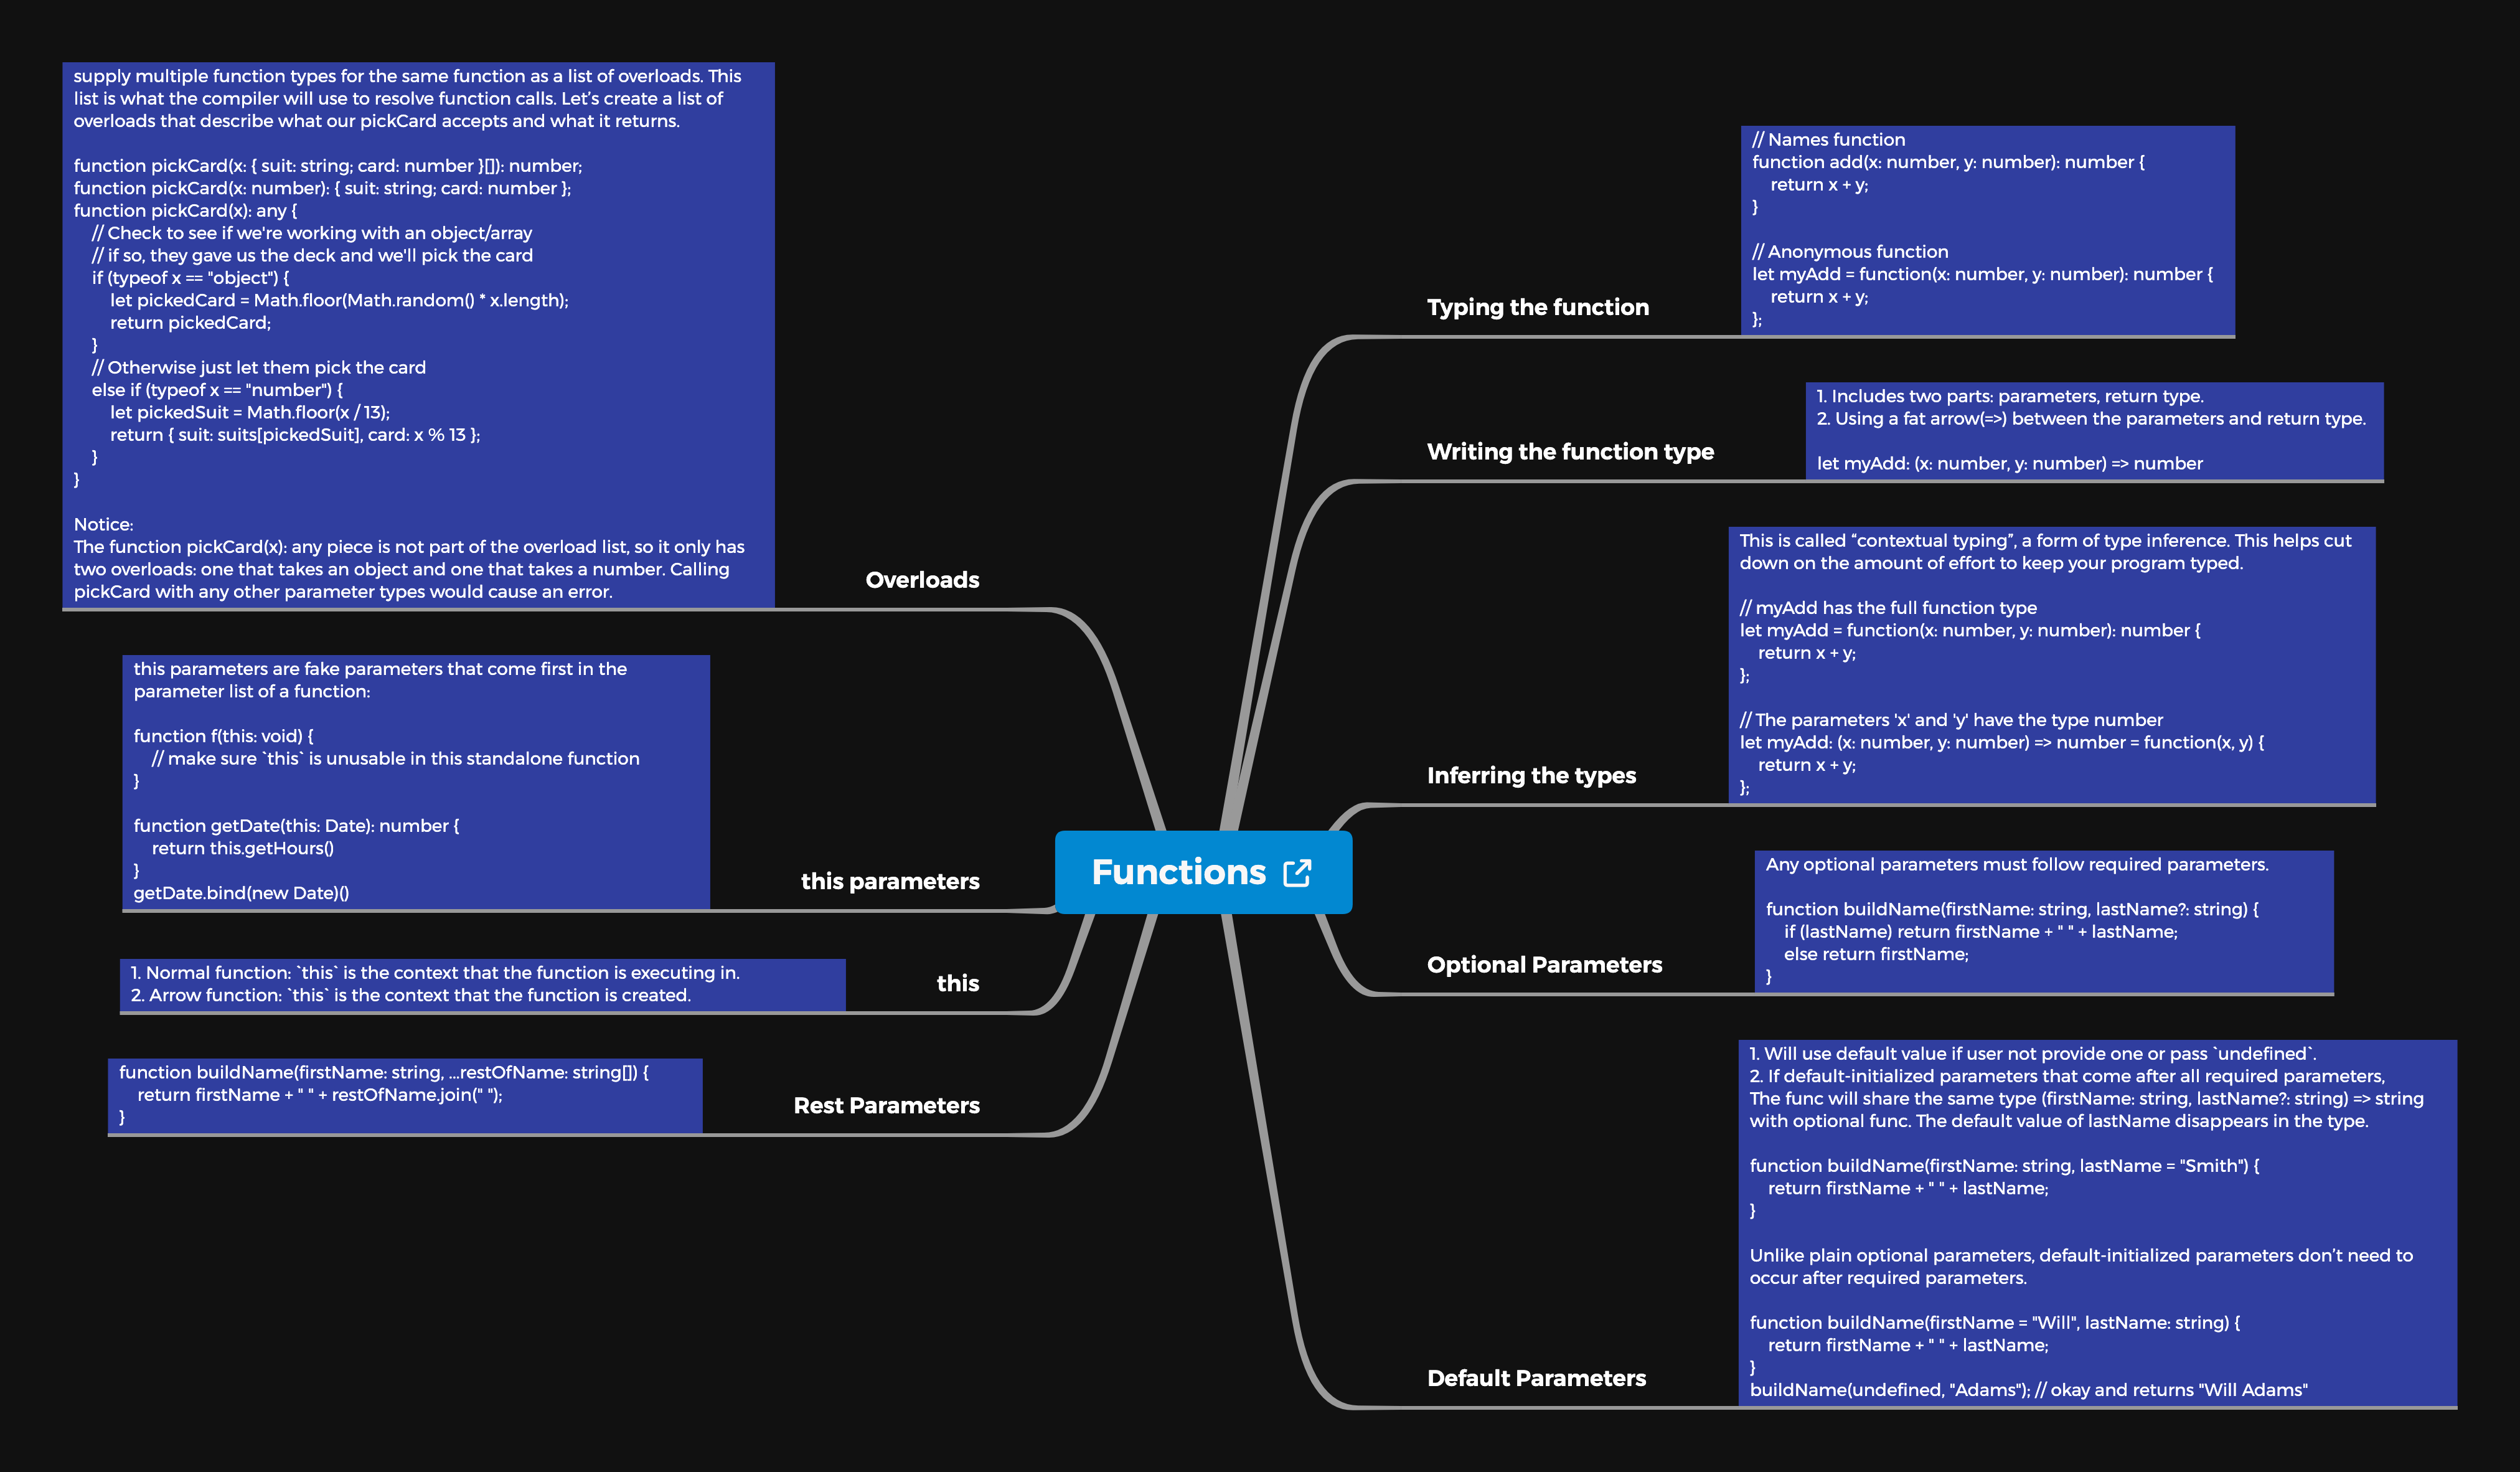 Functions
Typing the function
// Names function
function add(x: number, y: number): number {
    return x + y;
}

// Anonymous function
let myAdd = function(x: number, y: number): number {
    return x + y;
};
Writing the function type
1. Includes two parts: parameters, return type.
2. Using a fat arrow(=>) between the parameters and return type.

let myAdd: (x: number, y: number) => number
Inferring the types
This is called “contextual typing”, a form of type inference. This helps cut
down on the amount of effort to keep your program typed.

// myAdd has the full function type
let myAdd = function(x: number, y: number): number {
    return x + y;
};

// The parameters 'x' and 'y' have the type number
let myAdd: (x: number, y: number) => number = function(x, y) {
    return x + y;
};
Optional Parameters
Any optional parameters must follow required parameters.

function buildName(firstName: string, lastName?: string) {
    if (lastName) return firstName + " " + lastName;
    else return firstName;
}
Default Parameters
1. Will use default value if user not provide one or pass `undefined`.
2. If default-initialized parameters that come after all required parameters,
The func will share the same type (firstName: string, lastName?: string) => string
with optional func. The default value of lastName disappears in the type.

function buildName(firstName: string, lastName = "Smith") {
    return firstName + " " + lastName;
}

Unlike plain optional parameters, default-initialized parameters don’t need to
occur after required parameters.

function buildName(firstName = "Will", lastName: string) {
    return firstName + " " + lastName;
}
buildName(undefined, "Adams"); // okay and returns "Will Adams"
Overloads
supply multiple function types for the same function as a list of overloads. This
list is what the compiler will use to resolve function calls. Let’s create a list of
overloads that describe what our pickCard accepts and what it returns.

function pickCard(x: { suit: string; card: number }[]): number;
function pickCard(x: number): { suit: string; card: number };
function pickCard(x): any {
    // Check to see if we're working with an object/array
    // if so, they gave us the deck and we'll pick the card
    if (typeof x == "object") {
        let pickedCard = Math.floor(Math.random() * x.length);
        return pickedCard;
    }
    // Otherwise just let them pick the card
    else if (typeof x == "number") {
        let pickedSuit = Math.floor(x / 13);
        return { suit: suits[pickedSuit], card: x % 13 };
    }
}

Notice:
The function pickCard(x): any piece is not part of the overload list, so it only has
two overloads: one that takes an object and one that takes a number. Calling
pickCard with any other parameter types would cause an error.
this parameters
this parameters are fake parameters that come first in the
parameter list of a function:

function f(this: void) {
    // make sure `this` is unusable in this standalone function
}

function getDate(this: Date): number {
    return this.getHours()
}
getDate.bind(new Date)()
this
1. Normal function: `this` is the context that the function is executing in.
2. Arrow function: `this` is the context that the function is created.
Rest Parameters
function buildName(firstName: string, ...restOfName: string[]) {
    return firstName + " " + restOfName.join(" ");
}